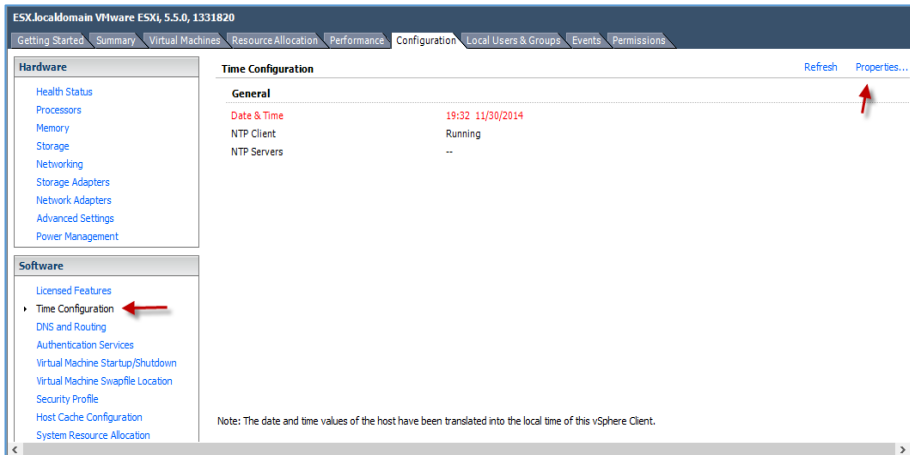 ESX.localdomain VMware ESXi, 5.5.0, 1331820
Getting Started Summary Virtual Machines Resource Allocation Performance Configuration Local Users & Groups Events Permissions
Hardware
Health Status
Processors
Memory
Storage
Networking
Storage Adapters
Network Adapters
Advanced Settings
Power Management
Software
Licensed Features
Time Configuration
DNS and Routing
Authentication Services
Virtual Machine Startup/Shutdown
Virtual Machine Swapfile Location
Security Profile
Host Cache Configuration
System Resource Allocation
Time Configuration Refresh Properties...
General
Date & Time 19:32 11/30/2014
NTP Client Running
NTP Servers --
Note: The date and time values of the host have been translated into the local time of this vSphere Client.